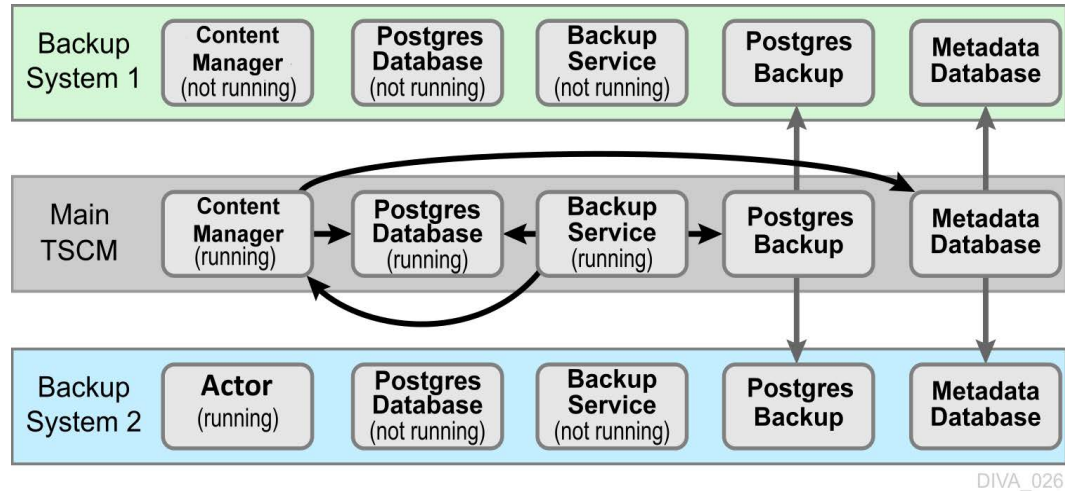 Backup
System 1
Content
Manager
(not running)
Postgres
Database
(not running)
Backup
Service
(not running)
Postgres
Backup
Metadata
Database
Main
TSCM
Content
Manager
(running)
Postgres
Database
(running)
Backup
Service
(running)
Postgres
Backup
Metadata
Database
Backup
System 2
Actor
(running)
Postgres
Database
(not running)
Backup
Service
(not running)
Postgres
Backup
Metadata
Database
DIVA_026